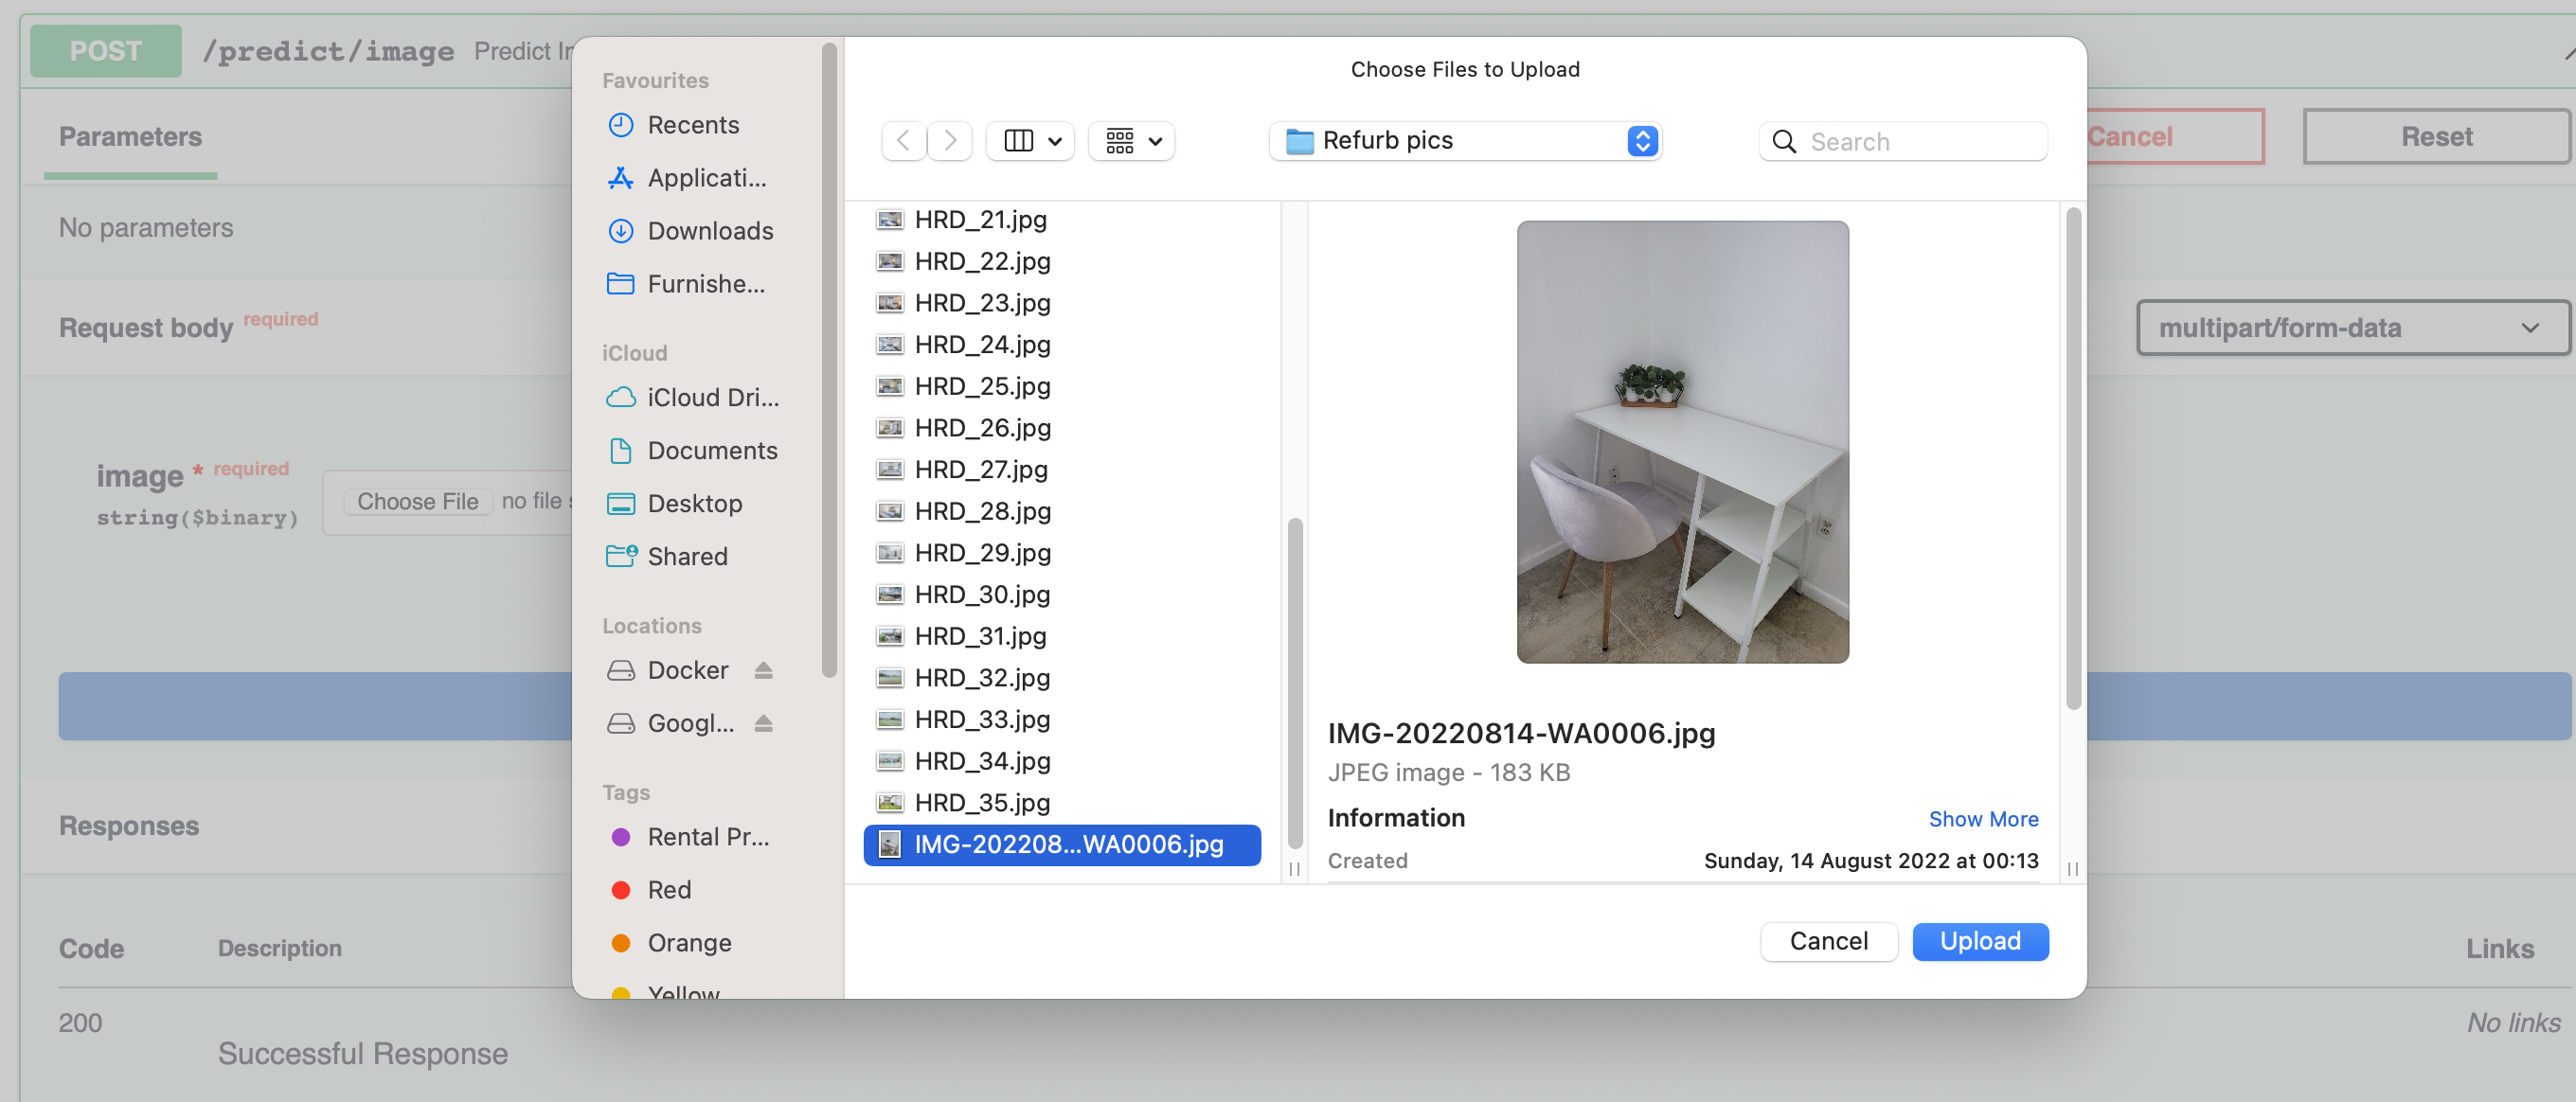 POST /predict/image Predict
Parameters
Cancel
Reset
No parameters
Request body required
multipart/form-data
image * required
string($binary)
Choose File no file
Responses
Code Description Links
200
Successful Response
No links
Favourites
Recents
Applicati...
Downloads
Furnishe...
iCloud
iCloud Dri...
Documents
Desktop
Shared
Locations
Docker
Googl...
Tags
Rental Pr...
Red
Orange
Yellow
Choose Files to Upload
Refurb pics
Search
HRD_21.jpg
HRD_22.jpg
HRD_23.jpg
HRD_24.jpg
HRD_25.jpg
HRD_26.jpg
HRD_27.jpg
HRD_28.jpg
HRD_29.jpg
HRD_30.jpg
HRD_31.jpg
HRD_32.jpg
HRD_33.jpg
HRD_34.jpg
HRD_35.jpg
IMG-202208...WA0006.jpg
IMG-20220814-WA0006.jpg
JPEG image - 183 KB
Information Show More
Created Sunday, 14 August 2022 at 00:13
Cancel Upload